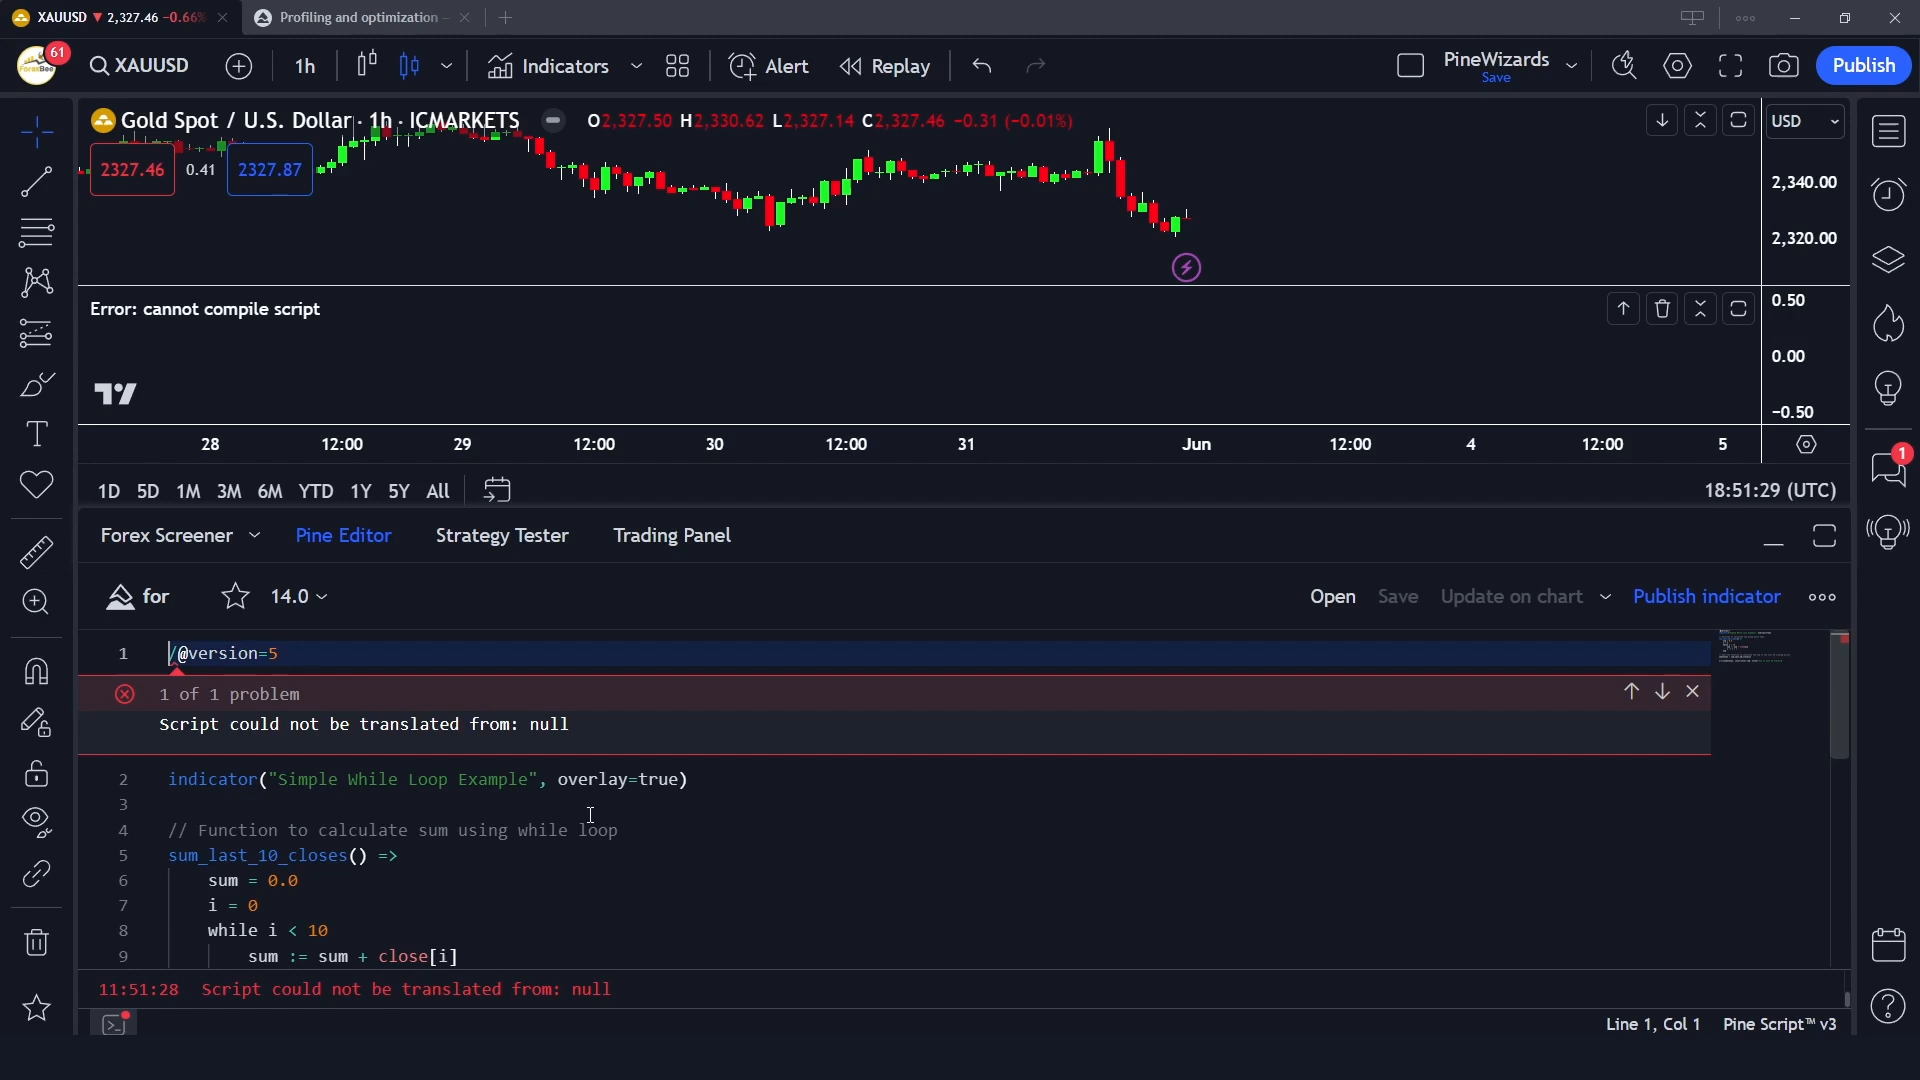 XAUUSD ▼ 2,327.46 −0.66%
Profiling and optimization
61
XAUUSD
1h
Indicators
Alert
Replay
PineWizards
Save
Publish
Gold Spot / U.S. Dollar · 1h · ICMARKETS
O2,327.50 H2,330.62 L2,327.14 C2,327.46 −0.31 (−0.01%)
USD
2327.46
0.41
2327.87
2,340.00
2,320.00
Error: cannot compile script
0.50
0.00
−0.50
28
12:00
29
12:00
30
12:00
31
Jun
12:00
4
12:00
5
1
1D 5D 1M 3M 6M YTD 1Y 5Y All
18:51:29 (UTC)
Forex Screener
Pine Editor
Strategy Tester
Trading Panel
for
14.0
Open
Save
Update on chart
Publish indicator
1 /@version=5
1 of 1 problem
Script could not be translated from: null
2 indicator("Simple While Loop Example", overlay=true)
3
4 // Function to calculate sum using while loop
5 sum_last_10_closes() =>
6 sum = 0.0
7 i = 0
8 while i < 10
9 sum := sum + close[i]
11:51:28 Script could not be translated from: null
Line 1, Col 1
Pine Script™ v3